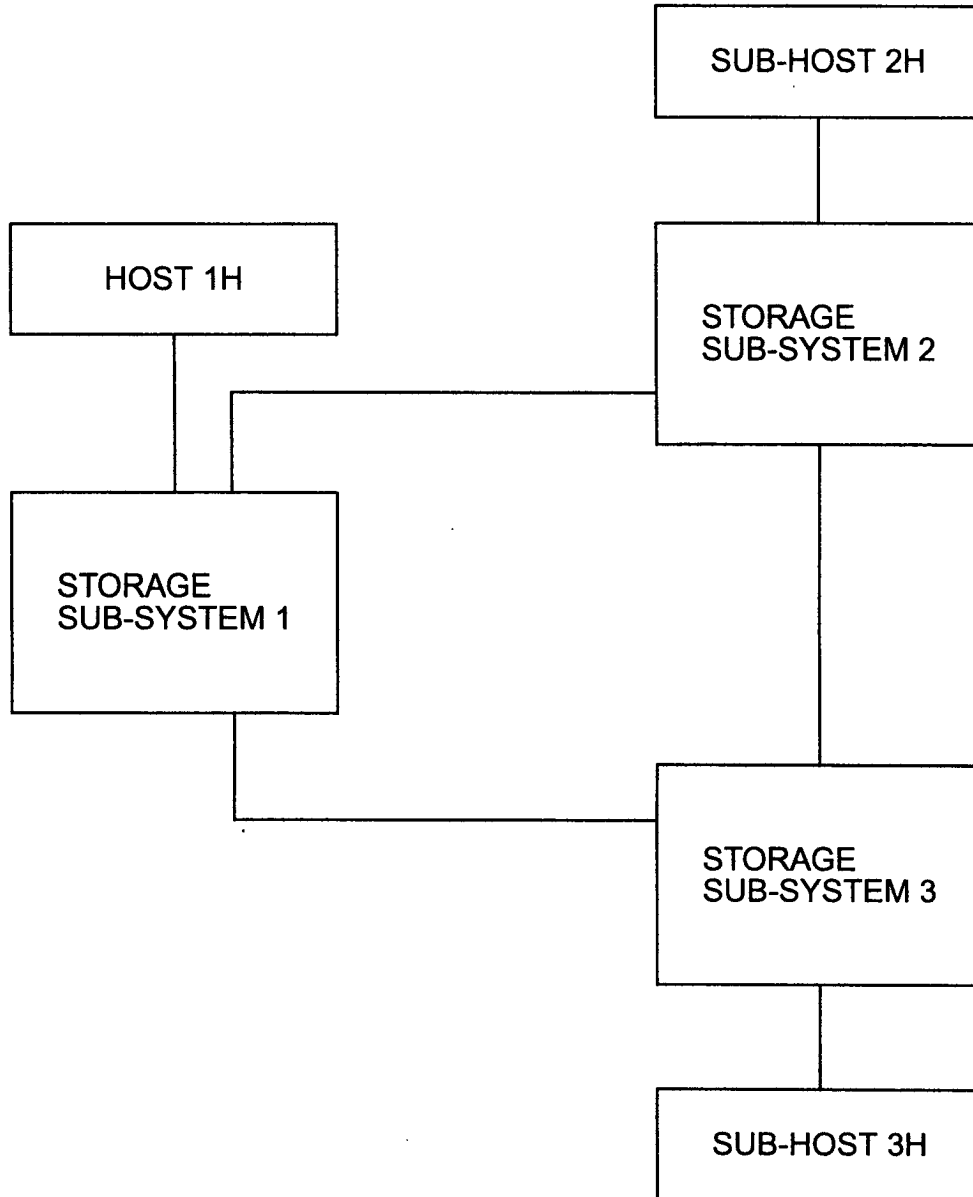 SUB-HOST 2H
HOST 1H
STORAGE
SUB-SYSTEM 2
STORAGE
SUB-SYSTEM 1
STORAGE
SUB-SYSTEM 3
SUB-HOST 3H